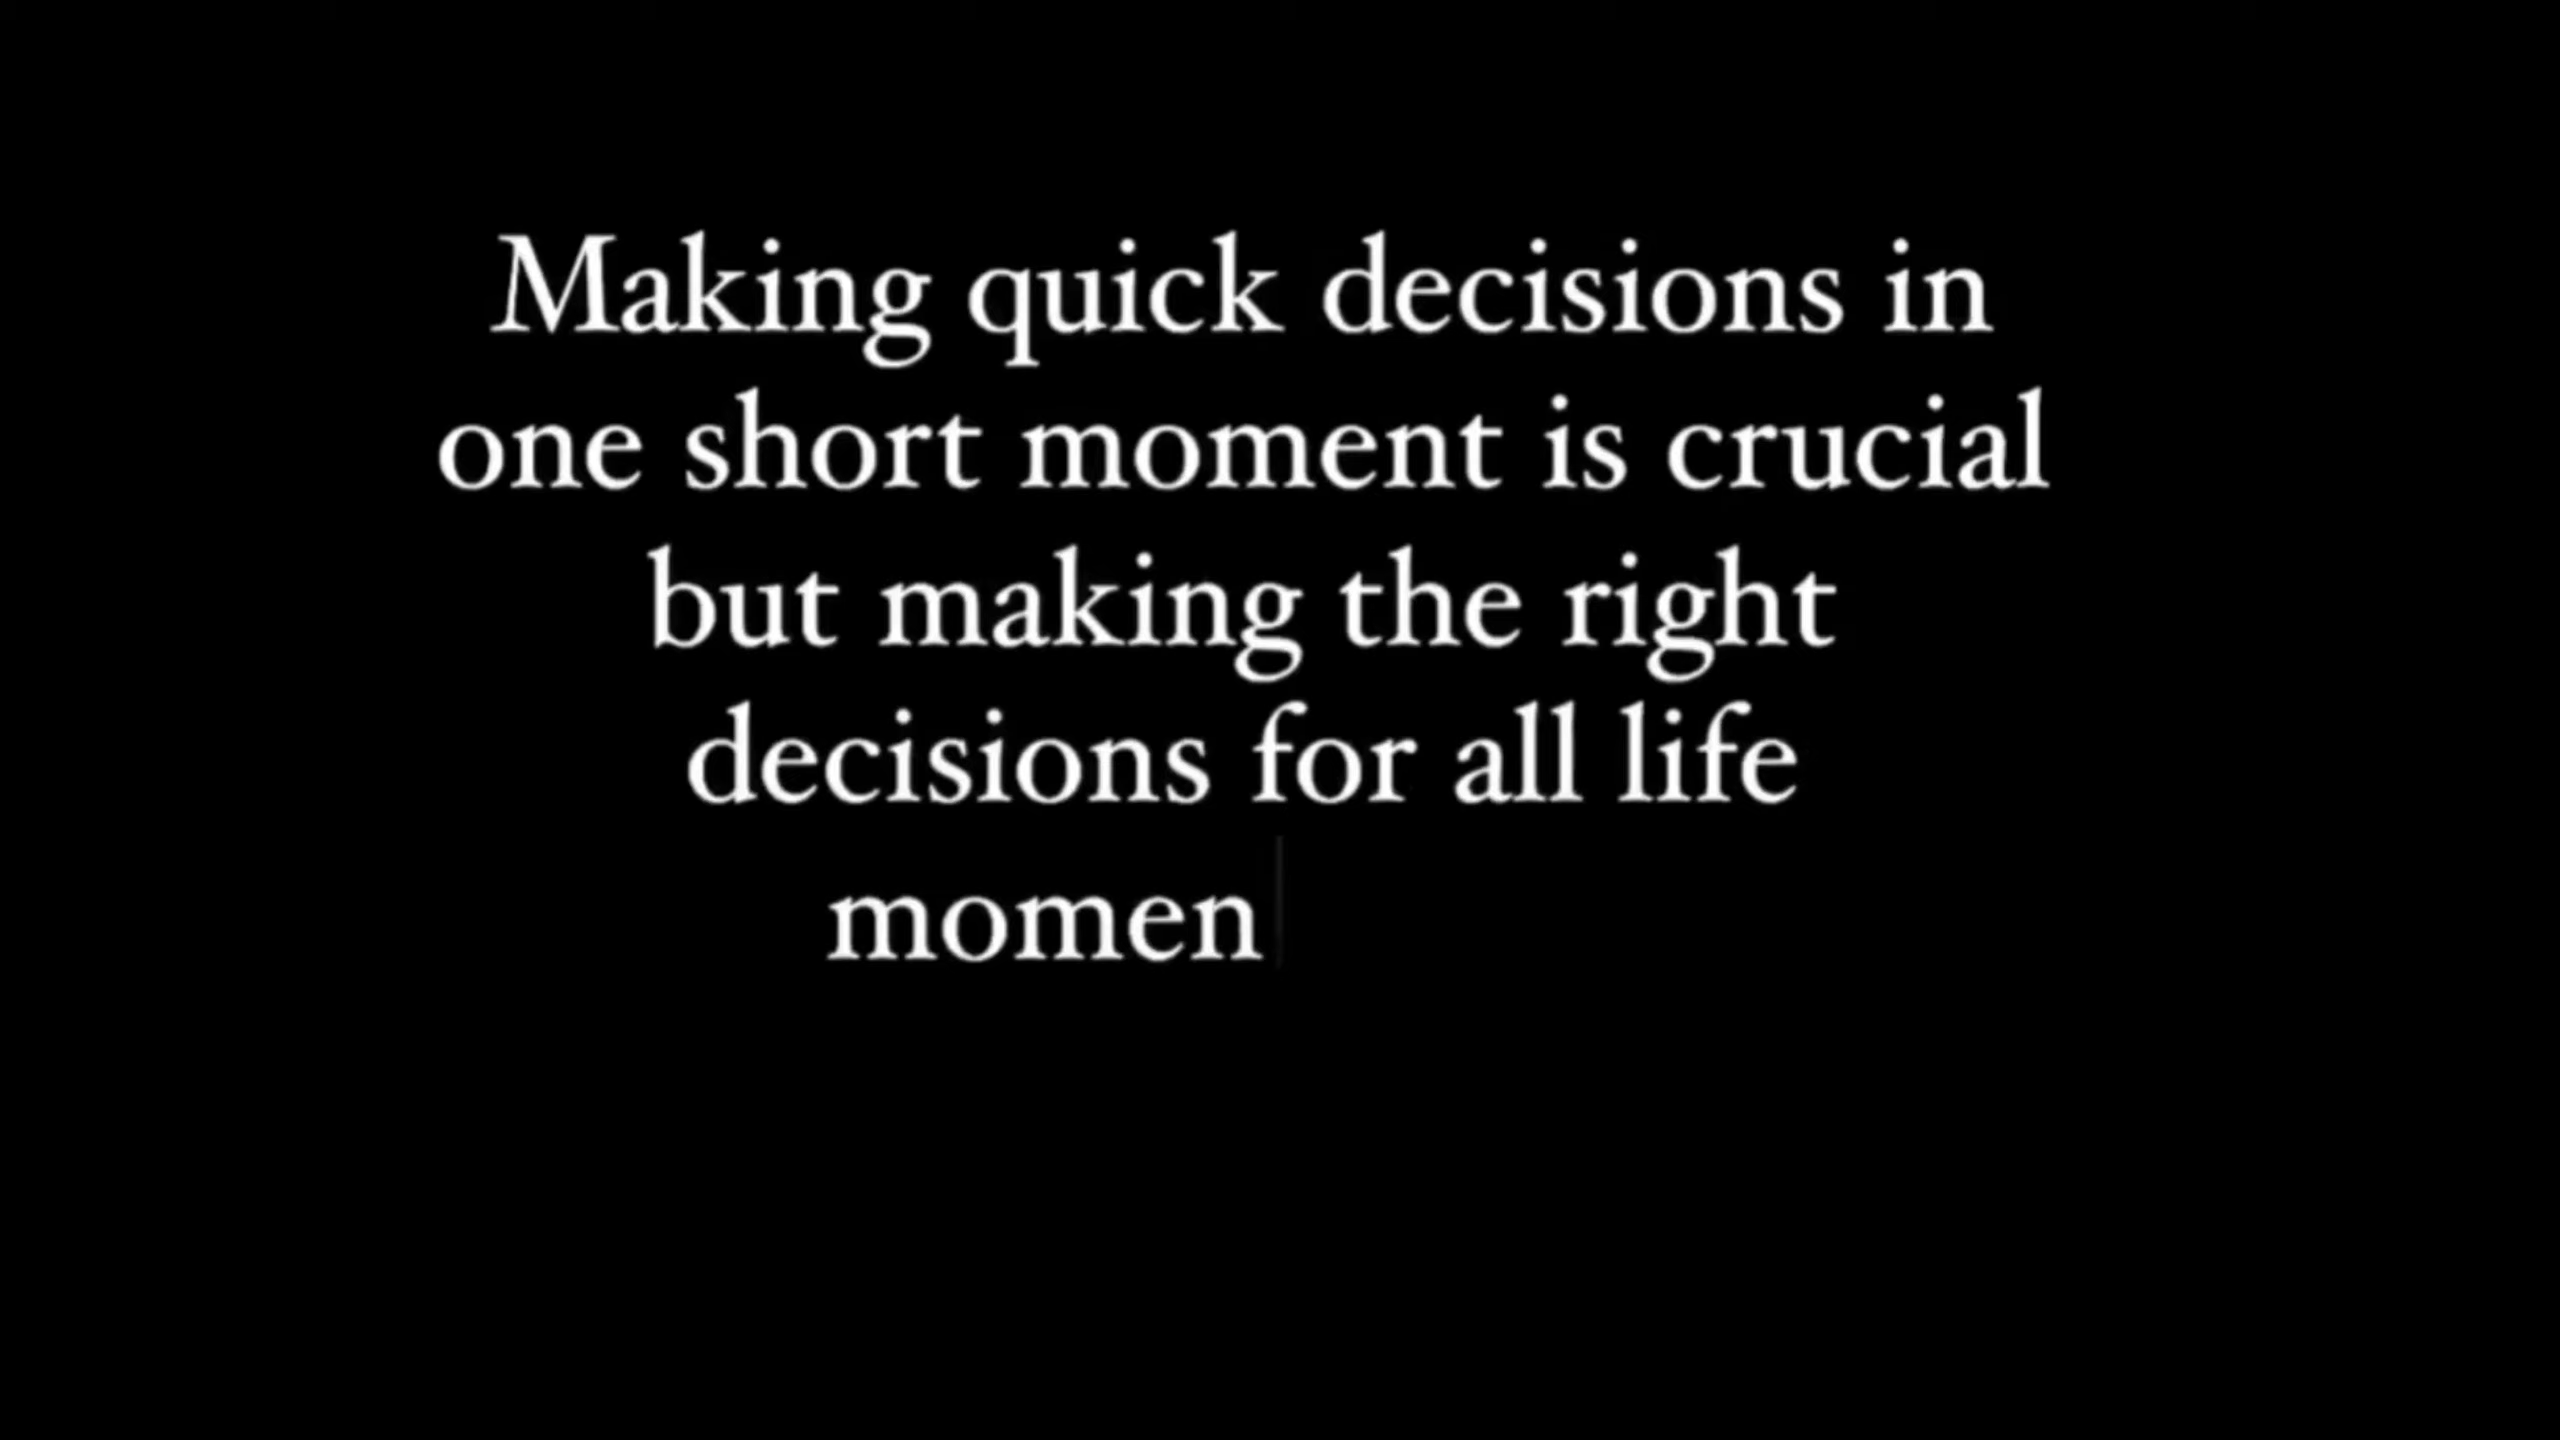 Making quick decisions in
one short moment is crucial
but making the right
decisions for all life
momen